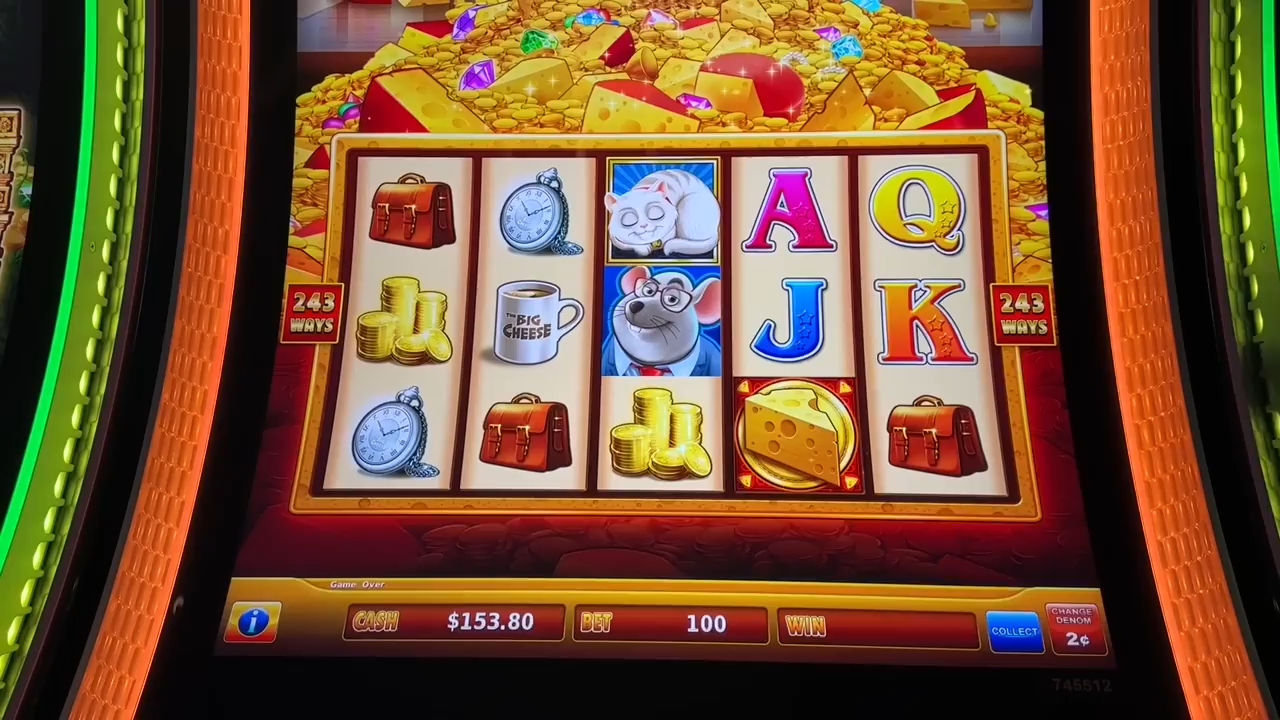 A
Q
243
WAYS
THE BIG
CHEESE
J
K
243
WAYS
Game Over
i
CASH $153.80
BET 100
WIN
COLLECT
CHANGE
DENOM
2¢
745512